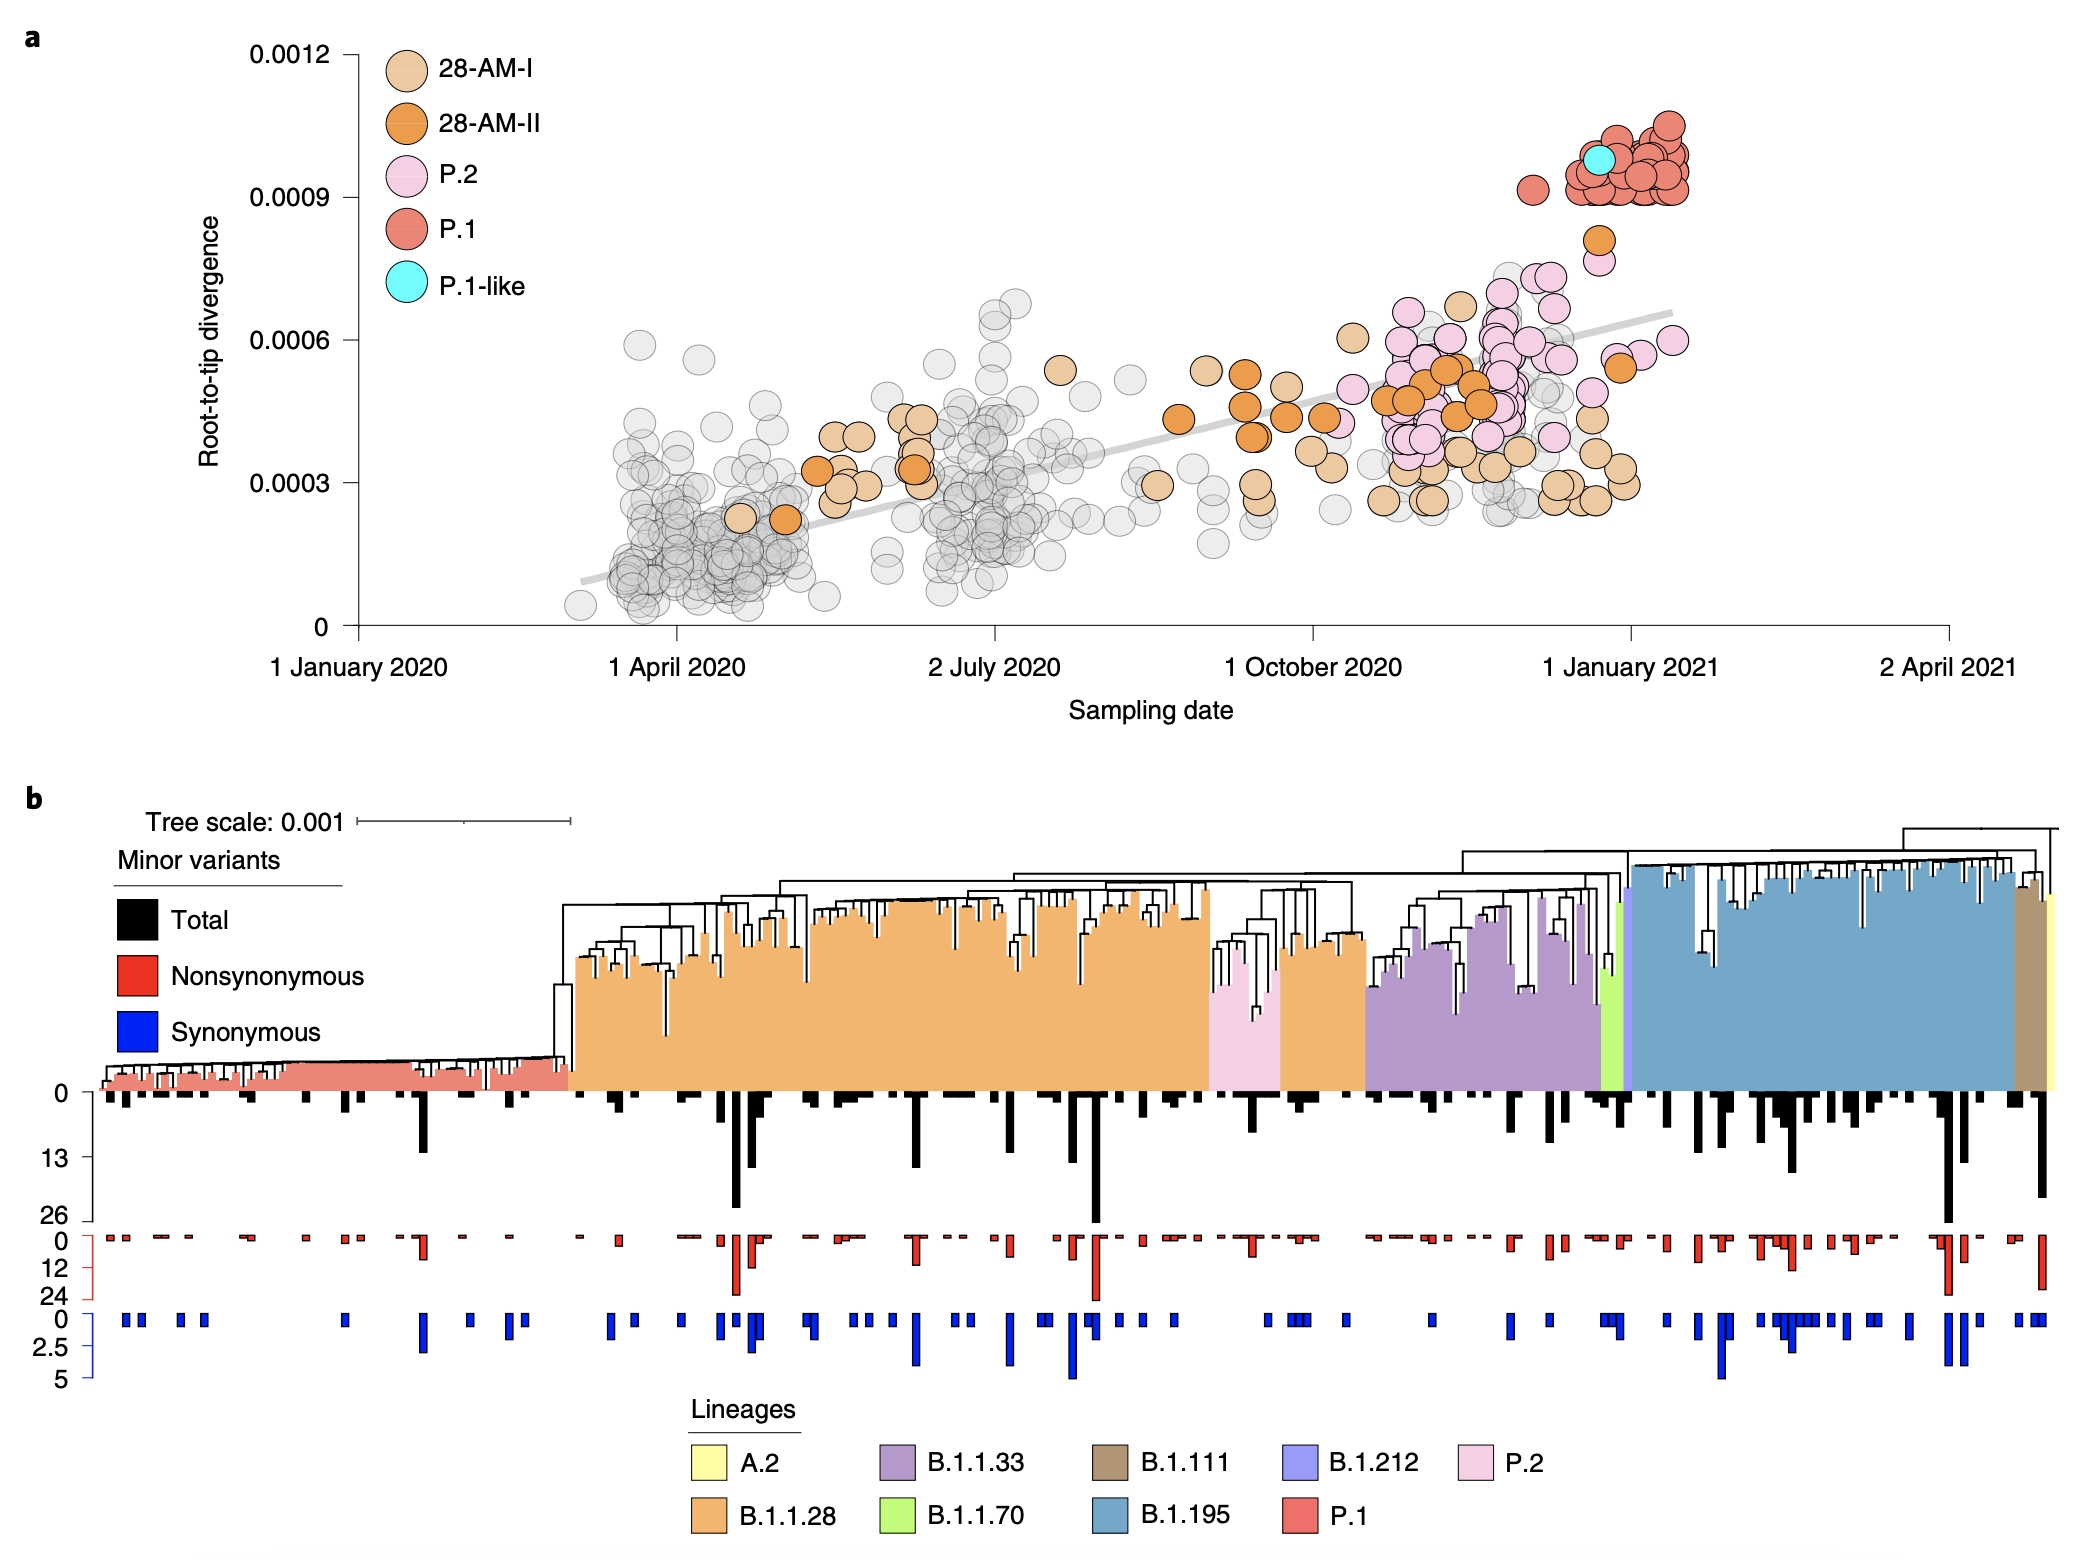 a
0.0012
0.0009
0.0006
0.0003
0
Root-to-tip divergence
28-AM-I
28-AM-II
P.2
P.1
P.1-like
1 January 2020
1 April 2020
2 July 2020
1 October 2020
1 January 2021
2 April 2021
Sampling date
b
Tree scale: 0.001
Minor variants
Total
Nonsynonymous
Synonymous
0
13
26
0
12
24
0
2.5
5
Lineages
A.2
B.1.1.33
B.1.111
B.1.212
P.2
B.1.1.28
B.1.1.70
B.1.195
P.1